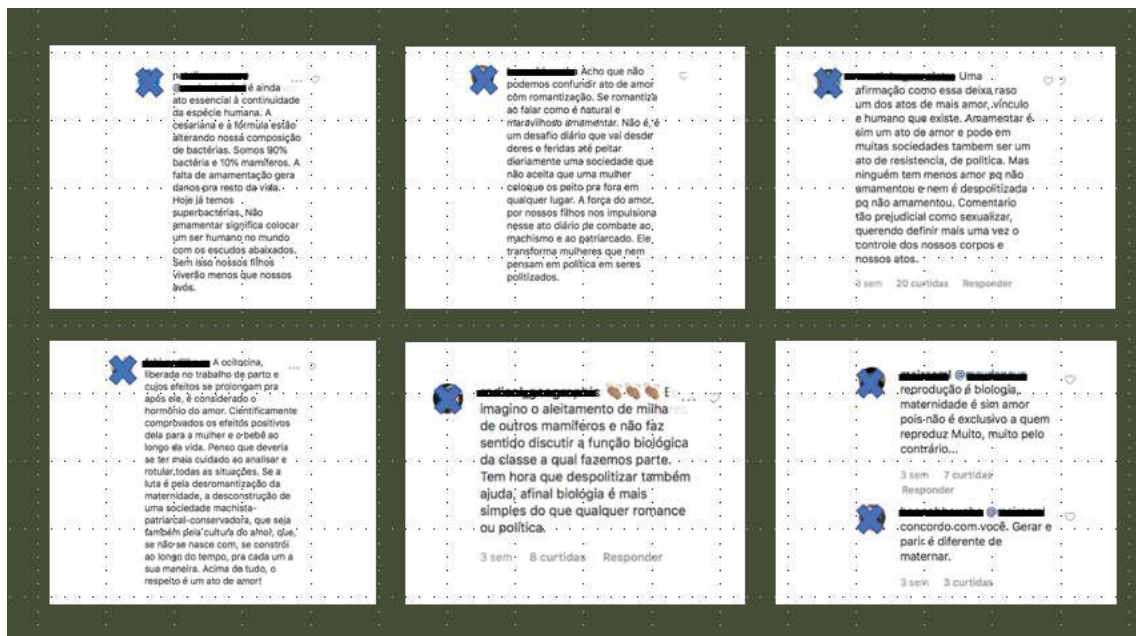 é ainda
ato essencial à continuidade
da espécie humana. A
cesariana e a fórmula estão
alterando nossa composição
de bactérias. Somos 90%
bactéria e 10% mamíferos. A
falta de amamentação gera
danos pra resto da vida.
Hoje já temos
superbactérias. Não
amamentar significa colocar
um ser humano no mundo
com os escudos abaixados.
Sem isso nossos filhos
viverão menos que nossos
avós.
Acho que não
podemos confundir ato de amor
com romantização. Se romantiza
ao falar como é natural e
maravilhoso amamentar. Não é, é
um desafio diário que vai desde
dores e feridas até peitar
diariamente uma sociedade que
não aceita que uma mulher
coloque os peito pra fora em
qualquer lugar. A força do amor
por nossos filhos nos impulsiona
nesse ato diário de combate ao
machismo e ao patriarcado. Ele
transforma mulheres que nem
pensam em política em seres
politizados.
Uma
afirmação como essa deixa raso
um dos atos de mais amor, vínculo
e humano que existe. Amamentar é
sim um ato de amor e pode em
muitas sociedades tambem ser um
ato de resistencia, de política. Mas
ninguém tem menos amor pq não
amamentou e nem é despolitizada
pq não amamentou. Comentario
tão prejudicial como sexualizar,
querendo definir mais uma vez o
controle dos nossos corpos e
nossos atos.
3 sem 20 curtidas Responder
A ocitocina,
liberada no trabalho de parto e
cujos efeitos se prolongam pra
após ele, é considerado o
hormônio do amor. Cientificamente
comprovados os efeitos positivos
dela para a mulher e o bebê ao
longo da vida. Penso que deveria
se ter mais cuidado ao analisar e
rotular todas as situações. Se a
luta é pela desromantização da
maternidade, a desconstrução de
uma sociedade machista-
patriarcal-conservadora, que seja
também pela cultura do amor, que,
se não se nasce com, se constrói
ao longo do tempo, pra cada um a
sua maneira. Acima de tudo, o
respeito é um ato de amor!
👏🏽👏🏽👏🏽 E
imagino o aleitamento de milha
de outros mamíferos e não faz
sentido discutir a função biológica
da classe a qual fazemos parte.
Tem hora que despolitizar também
ajuda, afinal biologia é mais
simples do que qualquer romance
ou política.
3 sem 8 curtidas Responder
@
reprodução é biologia,
maternidade é sim amor
pois não é exclusivo a quem
reproduz Muito, muito pelo
contrário...
3 sem 7 curtidas
Responder
@
concordo com você. Gerar e
parir é diferente de
maternar.
3 sem 3 curtidas